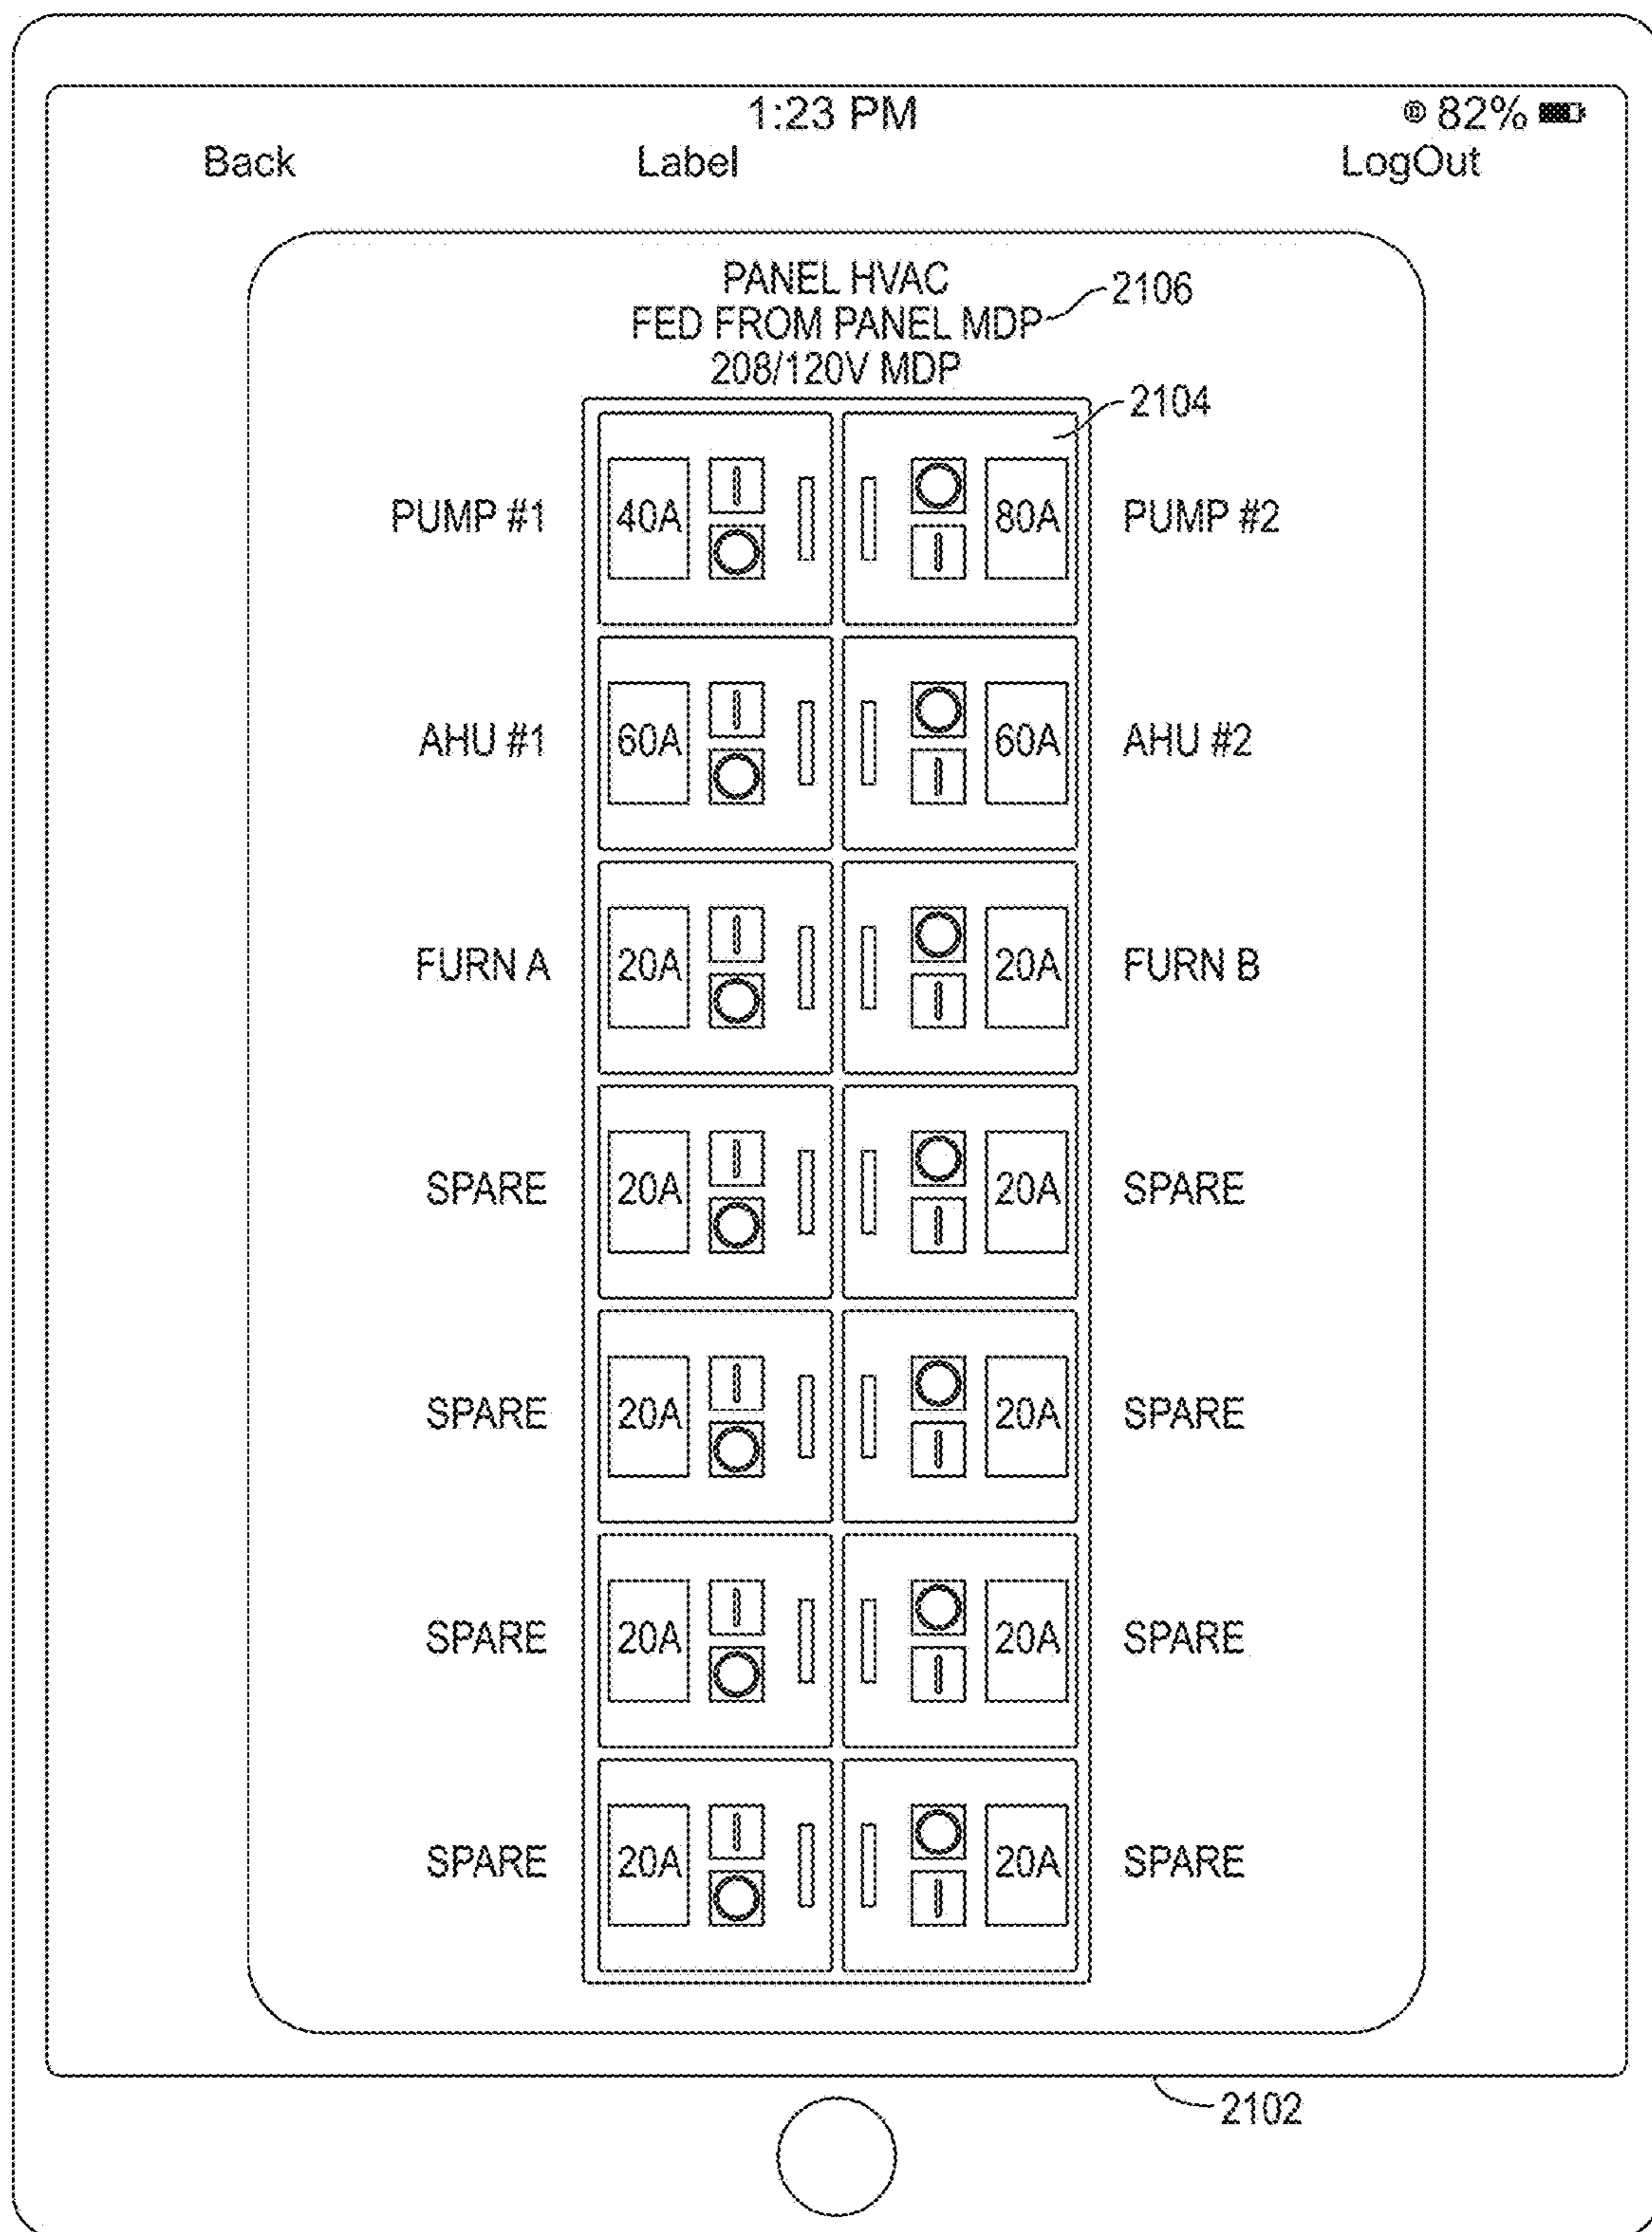 1:23 PM 82%
Back Label LogOut
PANEL HVAC
FED FROM PANEL MDP 2106
208/120V MDP
2104
PUMP #1 40A 80A PUMP #2
AHU #1 60A 60A AHU #2
FURN A 20A 20A FURN B
SPARE 20A 20A SPARE
SPARE 20A 20A SPARE
SPARE 20A 20A SPARE
SPARE 20A 20A SPARE
2102